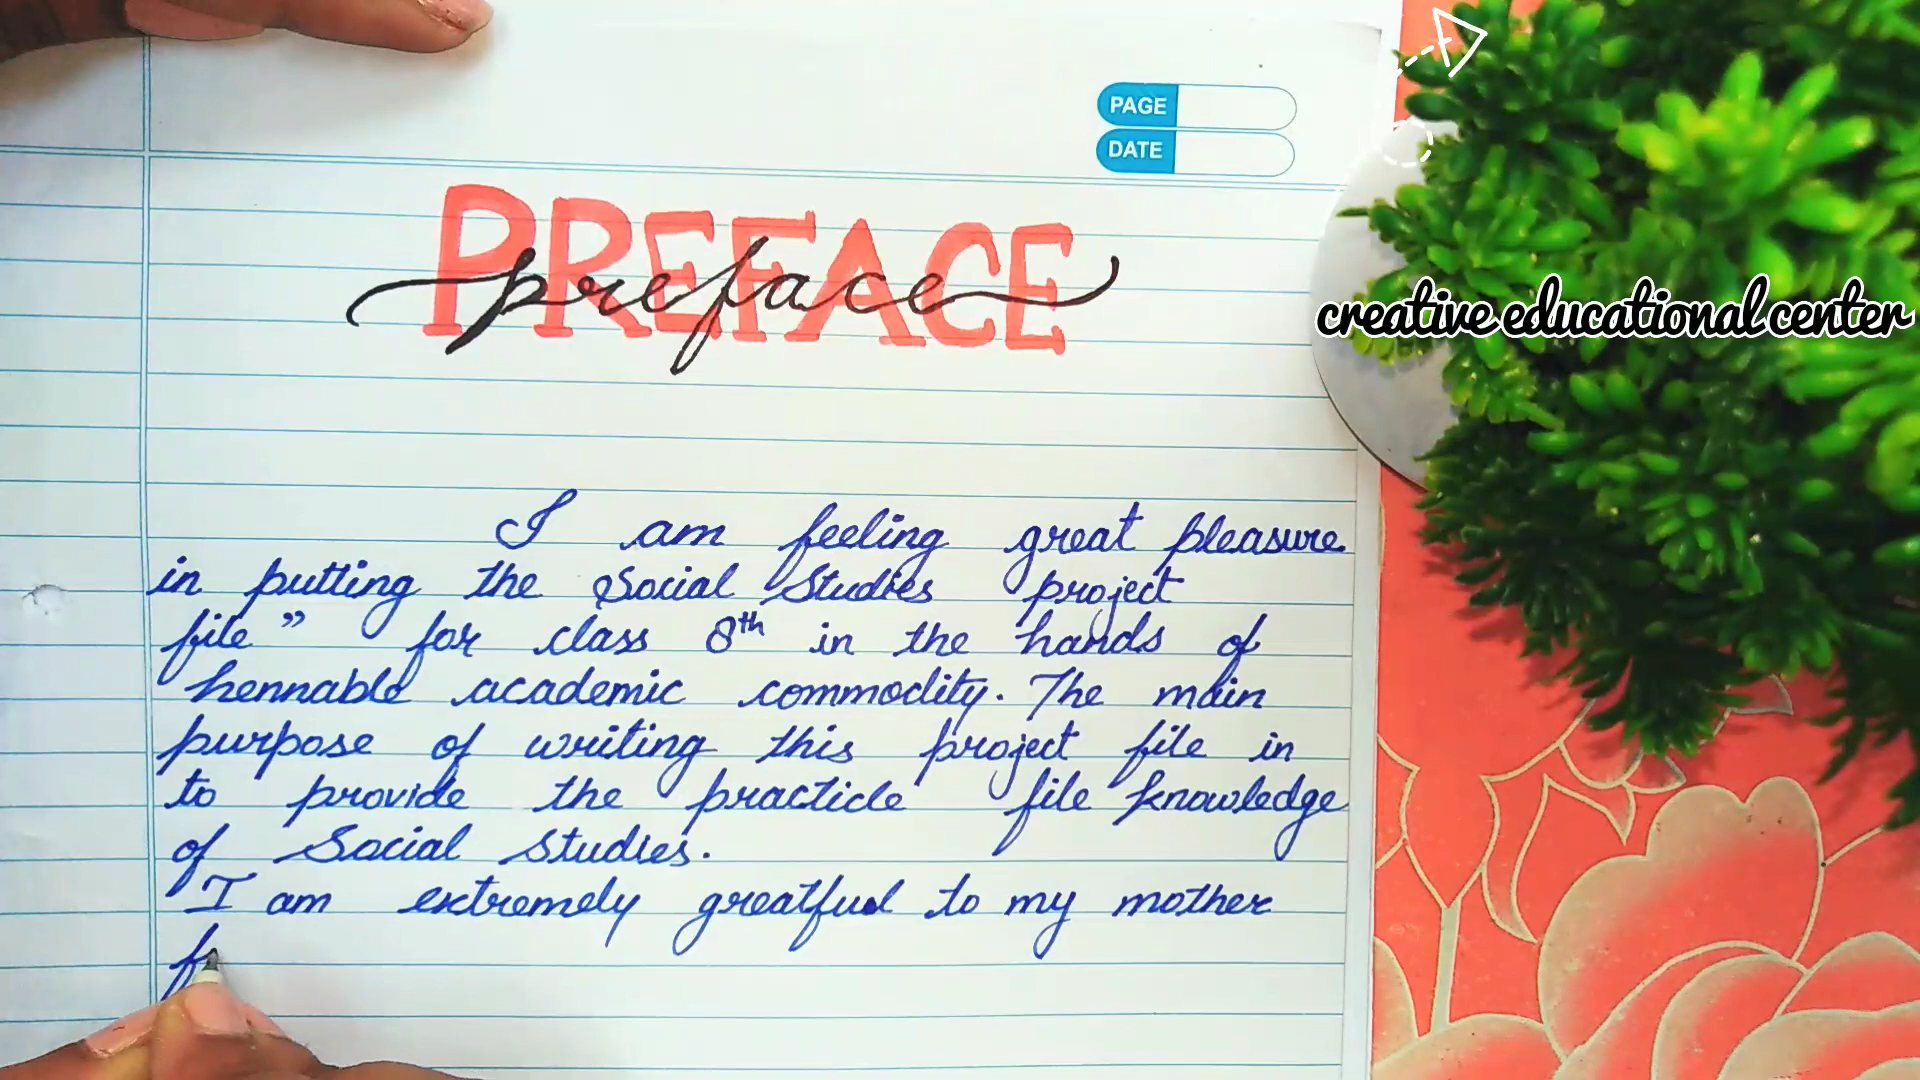 PAGE
DATE
PREFACE
preface
creative educational center
I am feeling great pleasure
in putting the Social Studies project
file” for class 8th in the hands of
hennable academic commodity. The main
purpose of writing this project file in
to provide the practicle file knowledge
of Social Studies.
I am extremely greatful to my mother